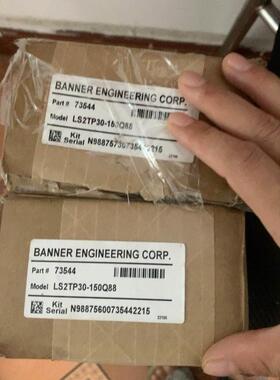 BANNER ENGINEERING CORP.
Part # 73544
Model LS2TP30-150Q88
Kit Serial N98875730735442215
BANNER ENGINEERING CORP.
Part # 73544
Model LS2TP30-150Q88
Kit Serial N98875600735442215